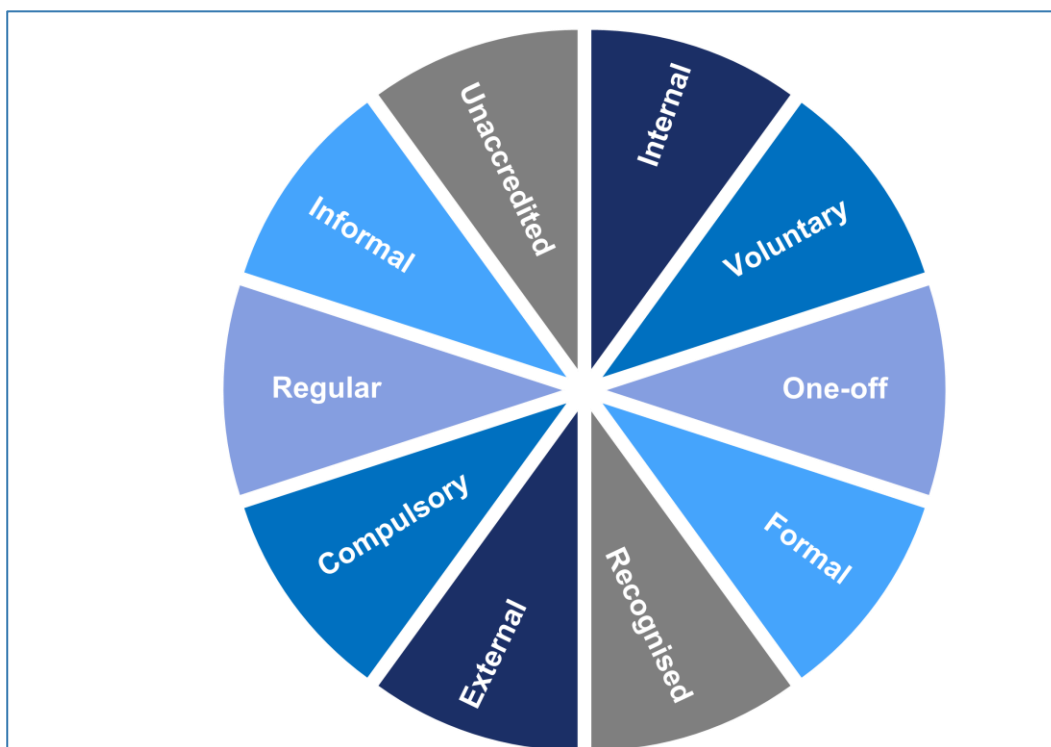 Internal
Voluntary
One-off
Formal
Recognised
External
Compulsory
Regular
Informal
Unaccredited